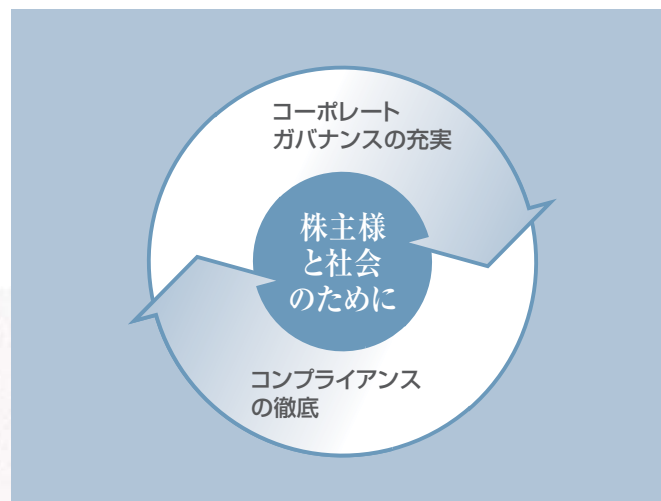 コーポレート
ガバナンスの充実
株主様
と社会
のために
コンプライアンス
の徹底